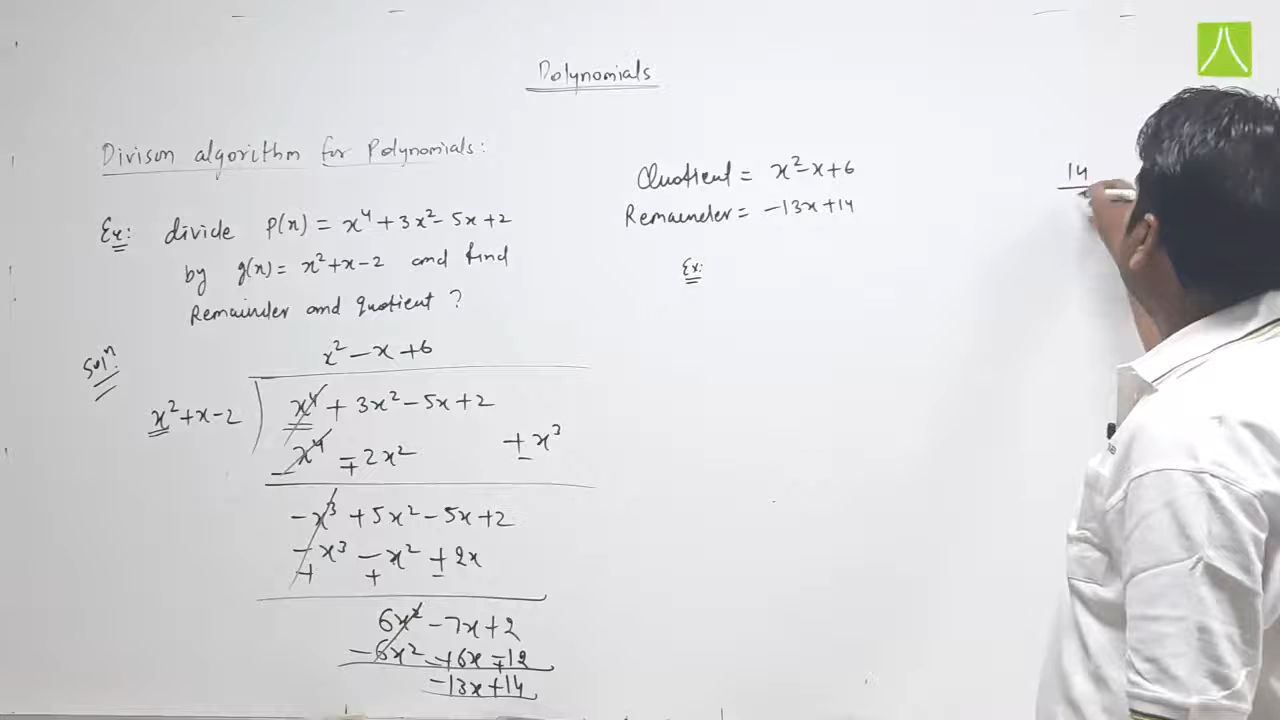 Polynomials
Divison algorithm for Polynomials:
Ex: divide p(x) = x⁴ + 3x² - 5x + 2
by g(x) = x² + x - 2 and find
Remainder and quotient ?
Solⁿ:
x² - x + 6
x² + x - 2
x⁴ + 3x² - 5x + 2
- x⁴ ∓ 2x² ± x³
- x³ + 5x² - 5x + 2
- x³ - x² + 2x
+ + -
6x² - 7x + 2
- 6x² - +6x ∓ 12
- 13x + 14
Quotient = x² - x + 6
Remainder = -13x + 14
Ex:
14